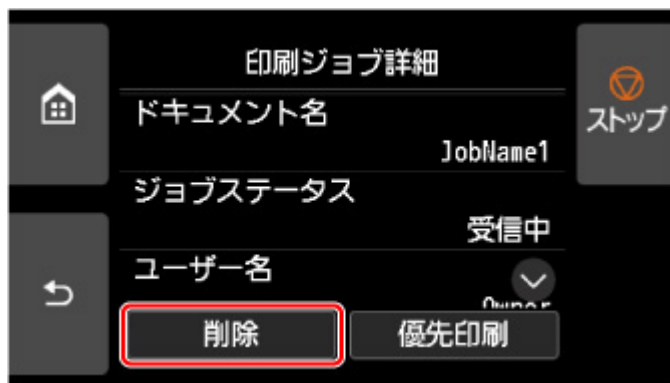 印刷ジョブ詳細
ドキュメント名
ストップ
JobName1
ジョブステータス
受信中
ユーザー名
Owner
削除
優先印刷